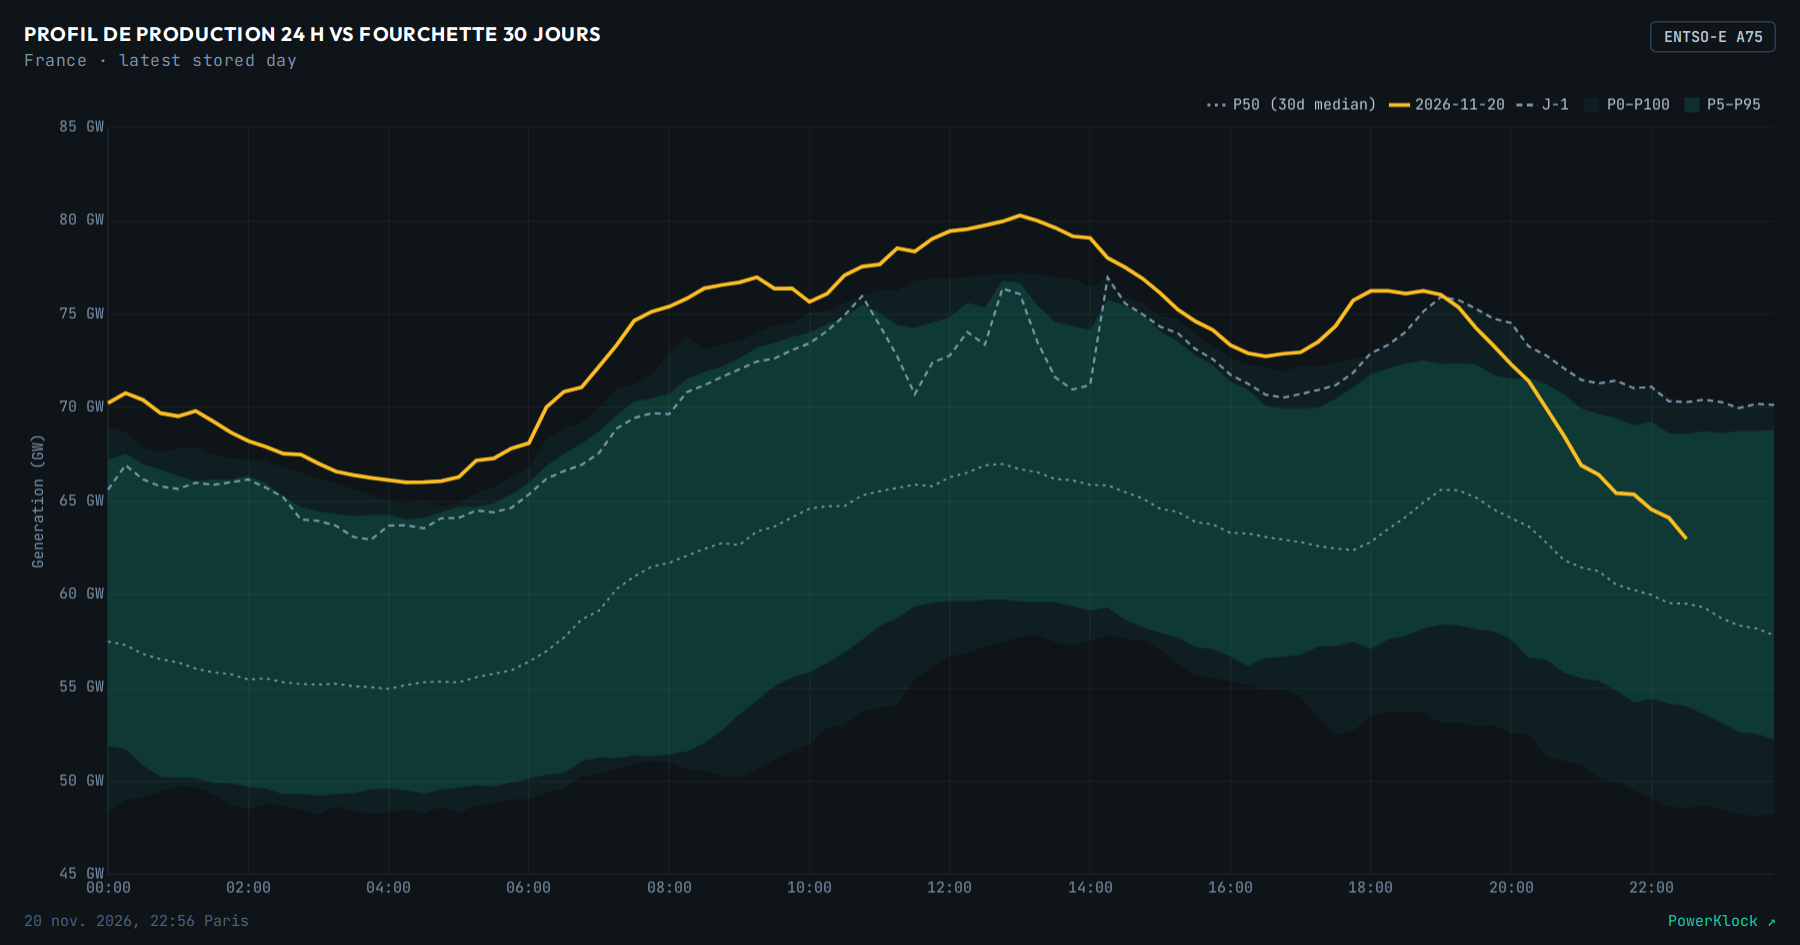 PROFIL DE PRODUCTION 24 H VS FOURCHETTE 30 JOURS
ENTSO-E A75
France · latest stored day
P50 (30d median) 2026-11-20 J-1 P0–P100 P5–P95
85 GW
80 GW
75 GW
70 GW
65 GW
60 GW
55 GW
50 GW
45 GW
Generation (GW)
00:00 02:00 04:00 06:00 08:00 10:00 12:00 14:00 16:00 18:00 20:00 22:00
20 nov. 2026, 22:56 Paris
PowerKlock ↗